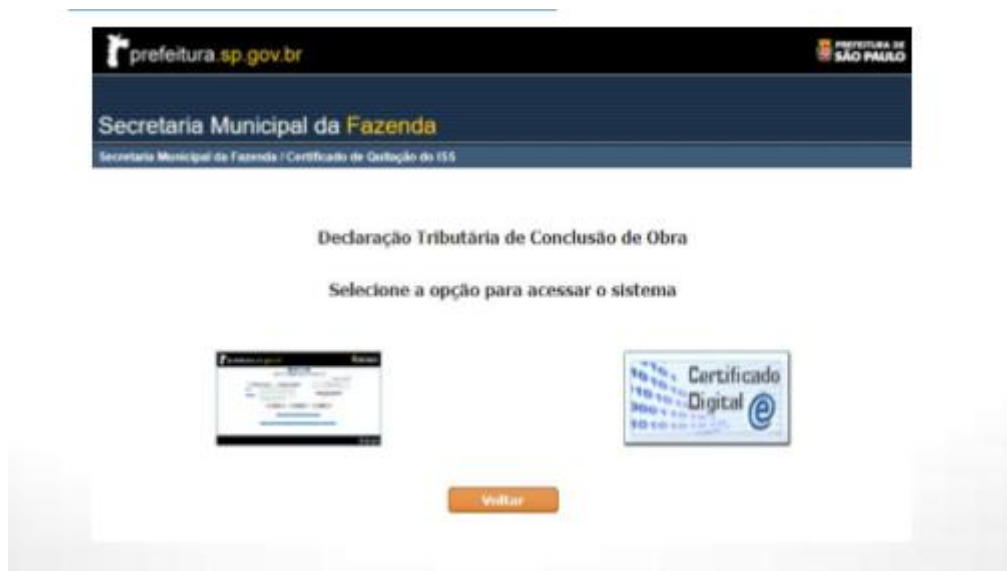 prefeitura.sp.gov.br
PREFEITURA DE
SÃO PAULO
Secretaria Municipal da Fazenda
Secretaria Municipal da Fazenda / Certificado de Quitação do ISS
Declaração Tributária de Conclusão de Obra
Selecione a opção para acessar o sistema
Certificado
Digital
Voltar